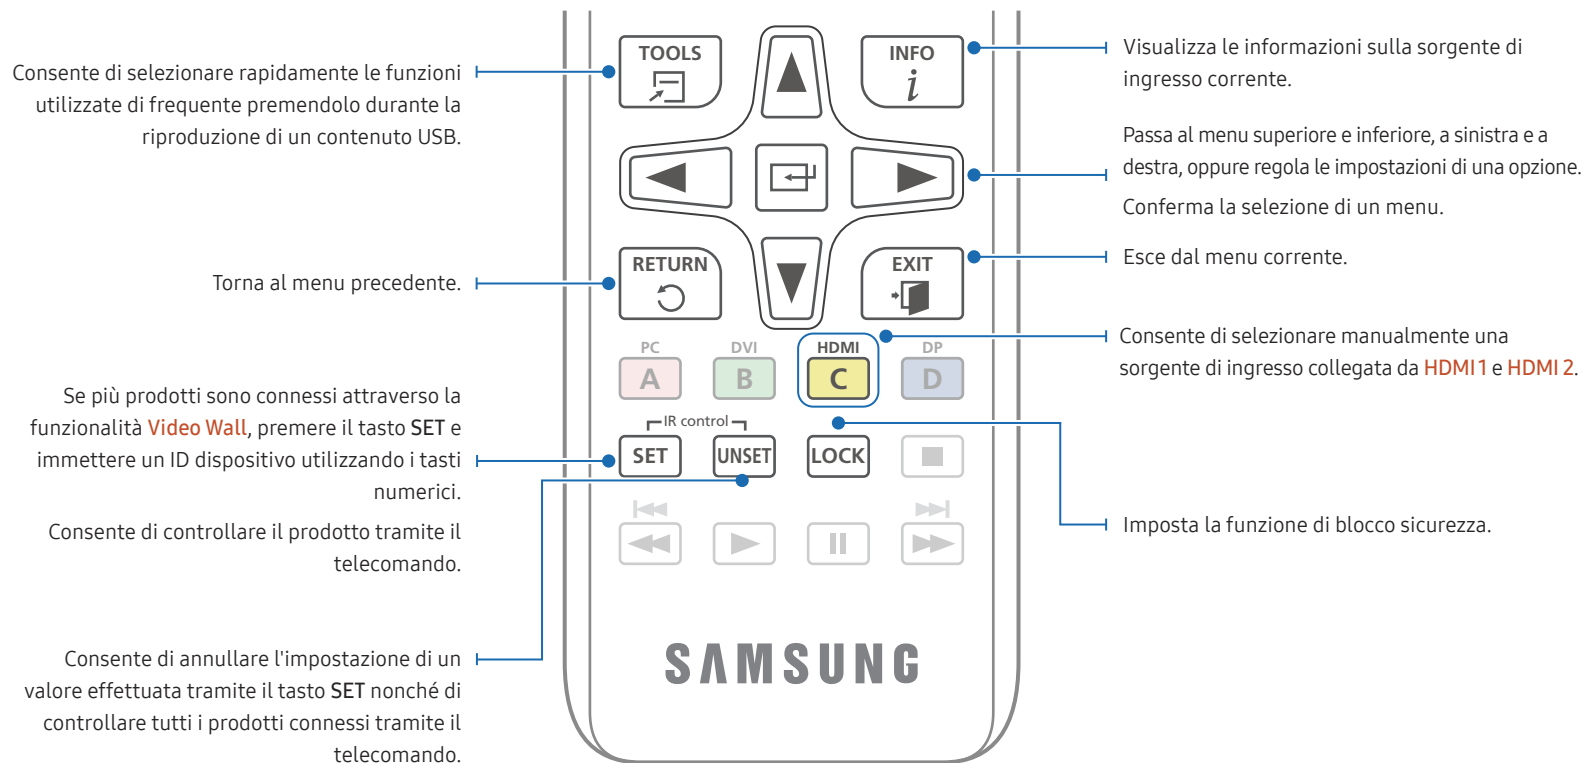 Consente di selezionare rapidamente le funzioni
utilizzate di frequente premendolo durante la
riproduzione di un contenuto USB.
Torna al menu precedente.
Se più prodotti sono connessi attraverso la
funzionalità Video Wall, premere il tasto SET e
immettere un ID dispositivo utilizzando i tasti
numerici.
Consente di controllare il prodotto tramite il
telecomando.
Consente di annullare l'impostazione di un
valore effettuata tramite il tasto SET nonché di
controllare tutti i prodotti connessi tramite il
telecomando.
TOOLS
INFO
i
RETURN
EXIT
PC DVI HDMI DP
A B C D
IR control
SET UNSET LOCK
SAMSUNG
Visualizza le informazioni sulla sorgente di
ingresso corrente.
Passa al menu superiore e inferiore, a sinistra e a
destra, oppure regola le impostazioni di una opzione.
Conferma la selezione di un menu.
Esce dal menu corrente.
Consente di selezionare manualmente una
sorgente di ingresso collegata da HDMI1 e HDMI 2.
Imposta la funzione di blocco sicurezza.